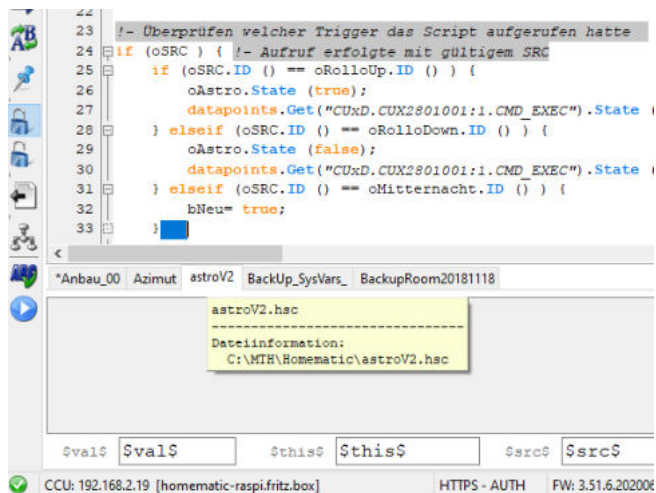 22
23 !- Überprüfen welcher Trigger das Script aufgerufen hatte
24 if (oSRC ) { !- Aufruf erfolgte mit gültigem SRC
25 if (oSRC.ID () == oRolloUp.ID () ) {
26 oAstro.State (true);
27 datapoints.Get("CUxD.CUX2801001:1.CMD_EXEC").State (
28 } elseif (oSRC.ID () == oRolloDown.ID () ) {
29 oAstro.State (false);
30 datapoints.Get("CUxD.CUX2801001:1.CMD_EXEC").State (
31 } elseif (oSRC.ID () == oMitternacht.ID () ) {
32 bNeu= true;
33 }
*Anbau_00 Azimut astroV2 BackUp_SysVars_ BackupRoom20181118
astroV2.hsc
--------------------------------
Dateiinformation:
C:\MTH\Homematic\astroV2.hsc
$val$ $val$ $this$ $this$ $src$ $src$
CCU: 192.168.2.19 [homematic-raspi.fritz.box] HTTPS - AUTH FW: 3.51.6.202006